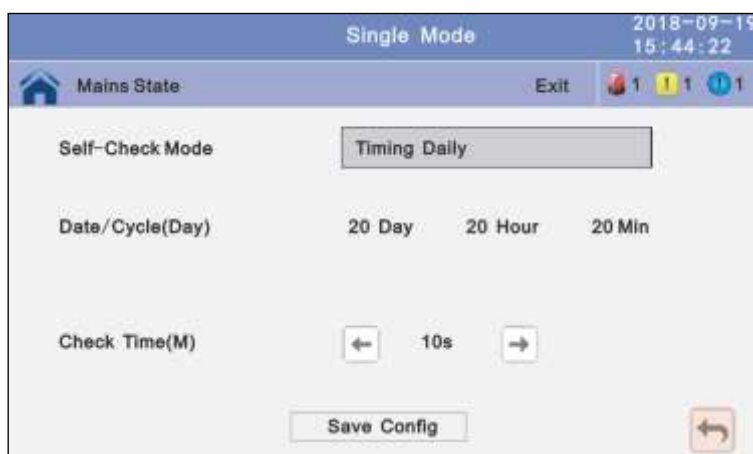 Single Mode
2018-09-19
15:44:22
Mains State Exit 1 1 1
Self-Check Mode Timing Daily
Date/Cycle(Day) 20 Day 20 Hour 20 Min
Check Time(M) 10s
Save Config